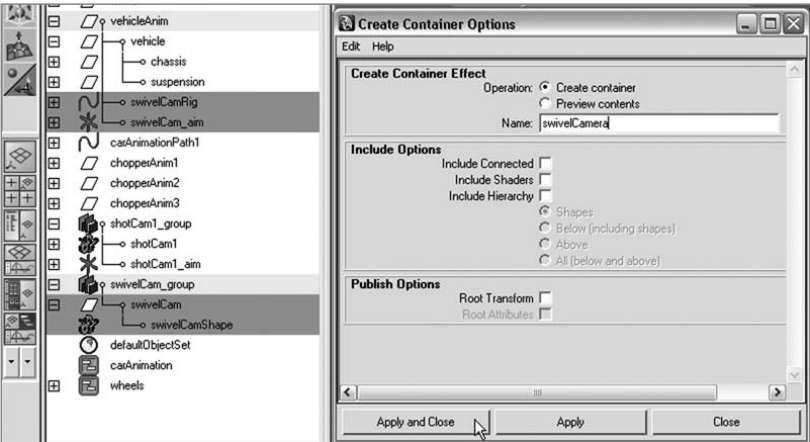 vehicleAnim
vehicle
chassis
suspension
swivelCamRig
swivelCam_aim
carAnimationPath1
chopperAnim1
chopperAnim2
chopperAnim3
shotCam1_group
shotCam1
shotCam1_aim
swivelCam_group
swivelCam
swivelCamShape
defaultObjectSet
carAnimation
wheels
Create Container Options
Edit Help
Create Container Effect
Operation: Create container
Preview contents
Name: swivelCamera
Include Options
Include Connected
Include Shaders
Include Hierarchy
Shapes
Below (including shapes)
Above
All (below and above)
Publish Options
Root Transform
Root Attributes
Apply and Close Apply Close